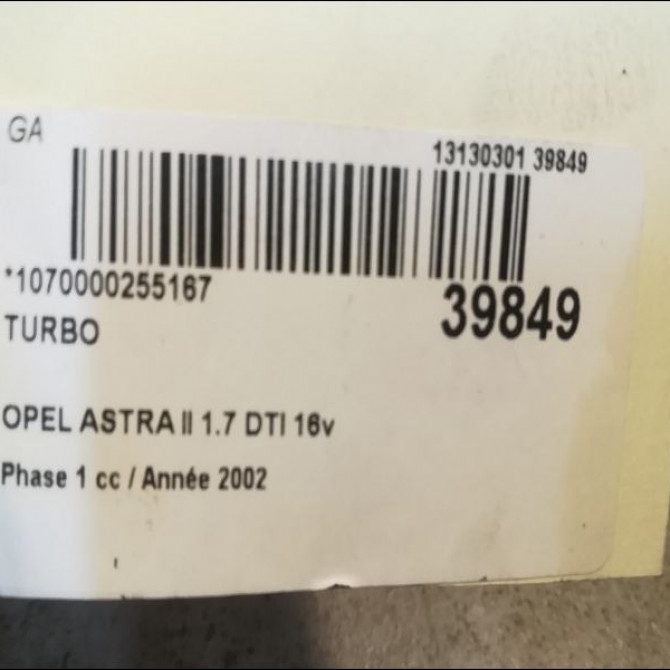 GA
13130301 39849
*1070000255167
39849
TURBO
OPEL ASTRA II 1.7 DTI 16v
Phase 1 cc / Année 2002